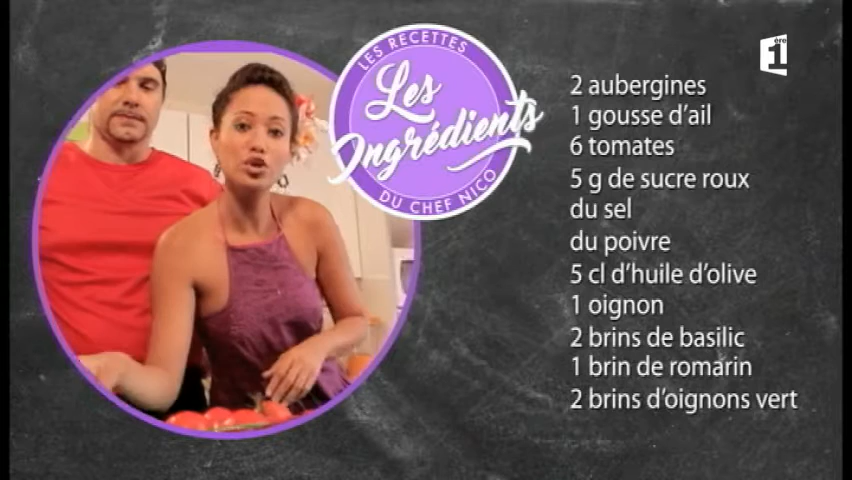 LES RECETTES
Les
Ingrédients
DU CHEF NICO
1ère
2 aubergines
1 gousse d'ail
6 tomates
5 g de sucre roux
du sel
du poivre
5 cl d'huile d'olive
1 oignon
2 brins de basilic
1 brin de romarin
2 brins d'oignons vert